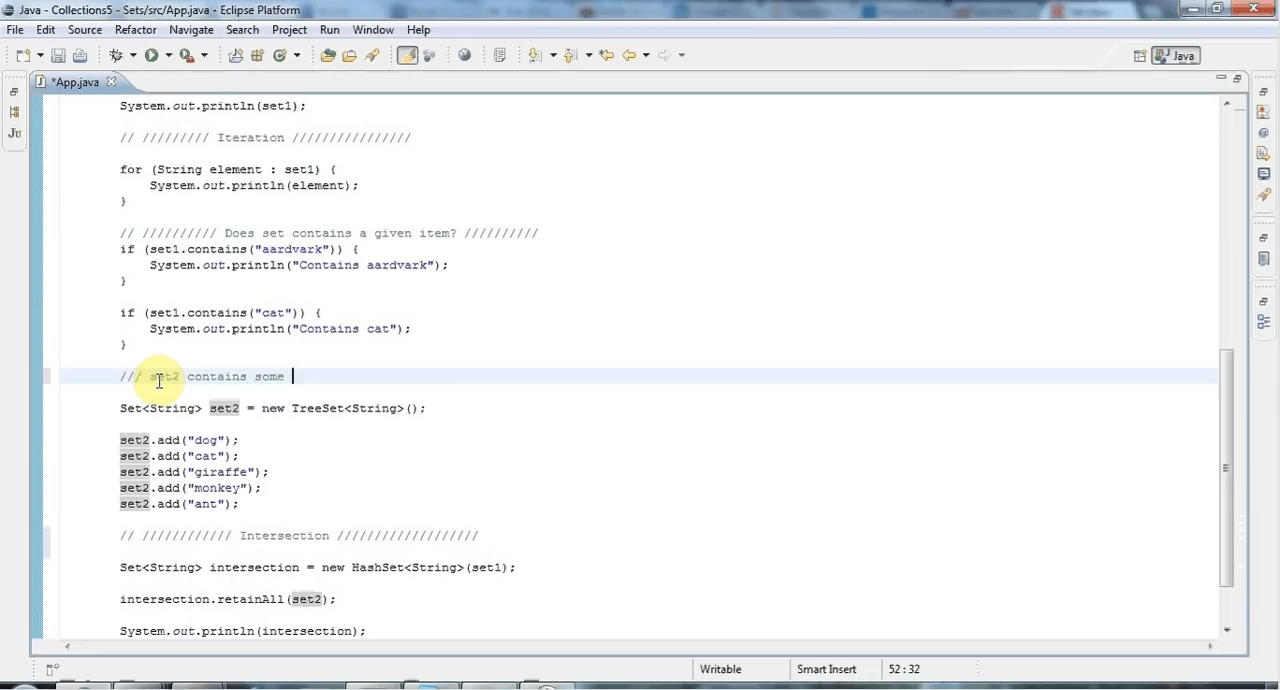 Java - Collections5 - Sets/src/App.java - Eclipse Platform
File Edit Source Refactor Navigate Search Project Run Window Help
Java
*App.java
Ju
System.out.println(set1);
// ///////// Iteration ////////////////
for (String element : set1) {
System.out.println(element);
}
// ////////// Does set contains a given item? //////////
if (set1.contains("aardvark")) {
System.out.println("Contains aardvark");
}
if (set1.contains("cat")) {
System.out.println("Contains cat");
}
/// set2 contains some
Set<String> set2 = new TreeSet<String>();
set2.add("dog");
set2.add("cat");
set2.add("giraffe");
set2.add("monkey");
set2.add("ant");
// //////////// Intersection ///////////////////
Set<String> intersection = new HashSet<String>(set1);
intersection.retainAll(set2);
System.out.println(intersection);
Writable Smart Insert 52 : 32